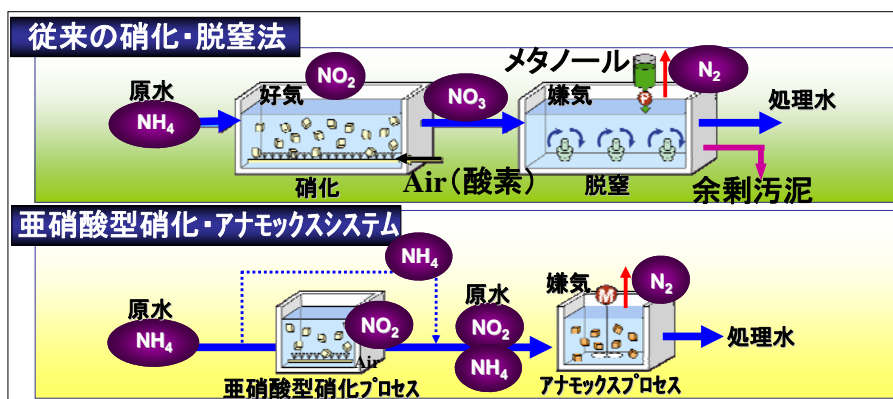 従来の硝化・脱窒法
原水
NH4
好気
NO2
硝化
Air（酸素）
NO3
嫌気
メタノール
P
N2
脱窒
処理水
余剰汚泥
亜硝酸型硝化・アナモックスシステム
原水
NH4
NH4
NO2
Air
亜硝酸型硝化プロセス
原水
NO2
NH4
嫌気
M
N2
アナモックスプロセス
処理水